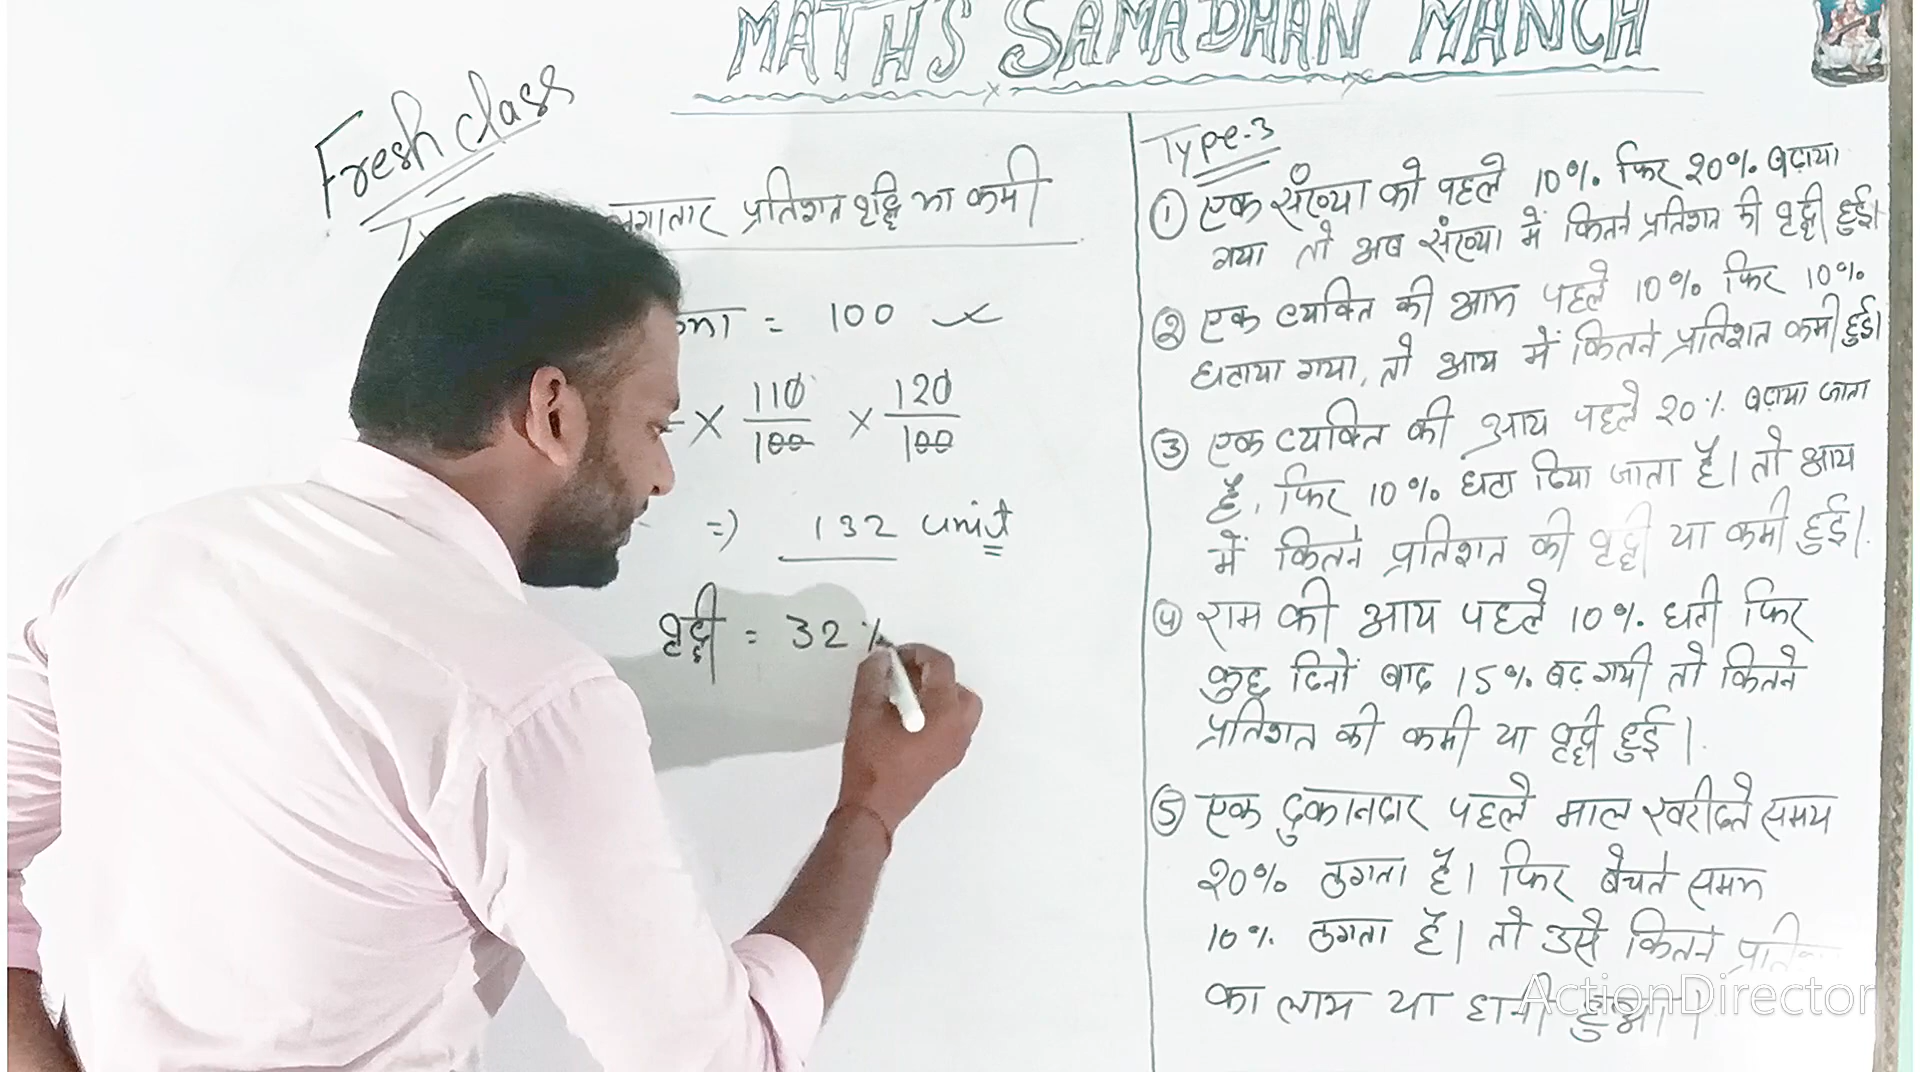 MATHS SAMADHAN MANCH
Fresh class
लगातार प्रतिशत वृद्धि या कमी
= 100
× 110/100 × 120/100
=) 132 unit
वृद्धी = 32%
Type-3
① एक संख्या को पहले 10%. फिर 20%. बढ़ाया
गया तो अब संख्या में कितने प्रतिशत की वृद्धी हुई।
② एक व्यक्ति की आय पहले 10% फिर 10%
घटाया गया, तो आय में कितने प्रतिशत कमी हुई।
③ एक व्यक्ति की आय पहले 20%. बढ़ाया जाता
है, फिर 10% घटा दिया जाता है। तो आय
में कितने प्रतिशत की वृद्धी या कमी हुई।.
④ राम की आय पहले 10%. घटी फिर
कुछ दिनों बाद 15% बढ़ गयी तो कितने
प्रतिशत की कमी या वृद्धी हुई।.
⑤ एक दुकानदार पहले माल खरीदते समय
20% ठगता है। फिर बेचते समय
10%. ठगता है। तो उसे कितने
का लाभ या हानी हुआ।
ActionDirector